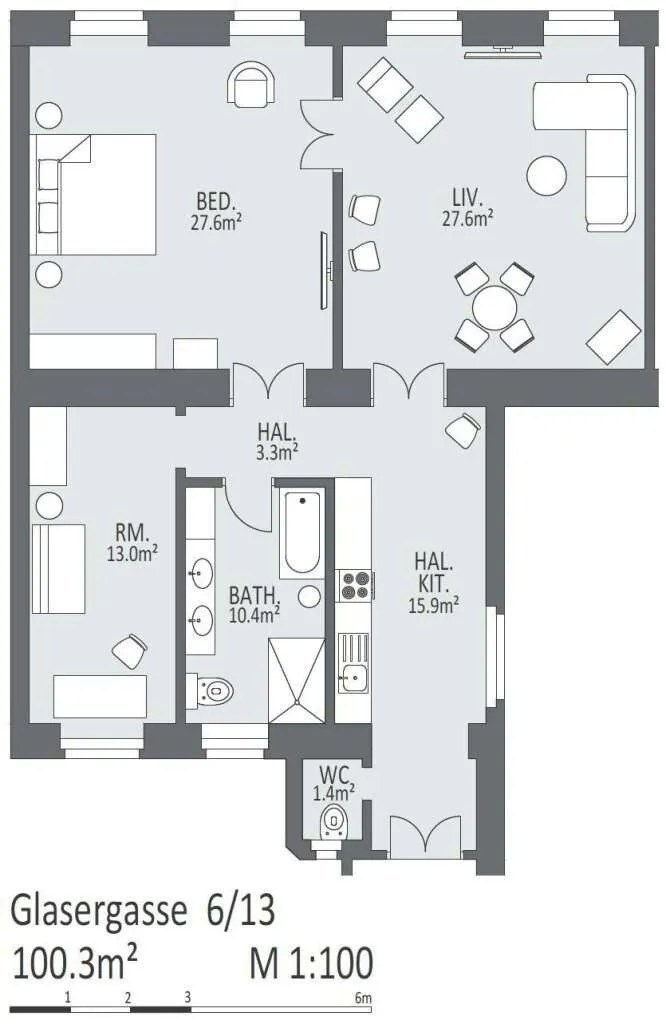 BED.
27.6m²
LIV.
27.6m²
HAL.
3.3m²
RM.
13.0m²
BATH.
10.4m²
HAL.
KIT.
15.9m²
WC
1.4m²
Glasergasse 6/13
100.3m² M 1:100
1 2 3 6m